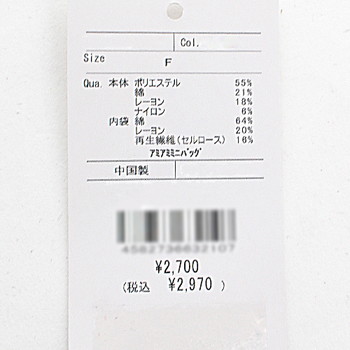 Col.
Size F
Qua. 本体 ポリエステル 55%
綿 21%
レーヨン 18%
ナイロン 6%
内袋 綿 64%
レーヨン 20%
再生繊維(セルロース) 16%
ｱﾐｱﾐﾐﾆﾊﾞｯｸﾞ
中国製
¥2,700
(税込 ¥2,970 )